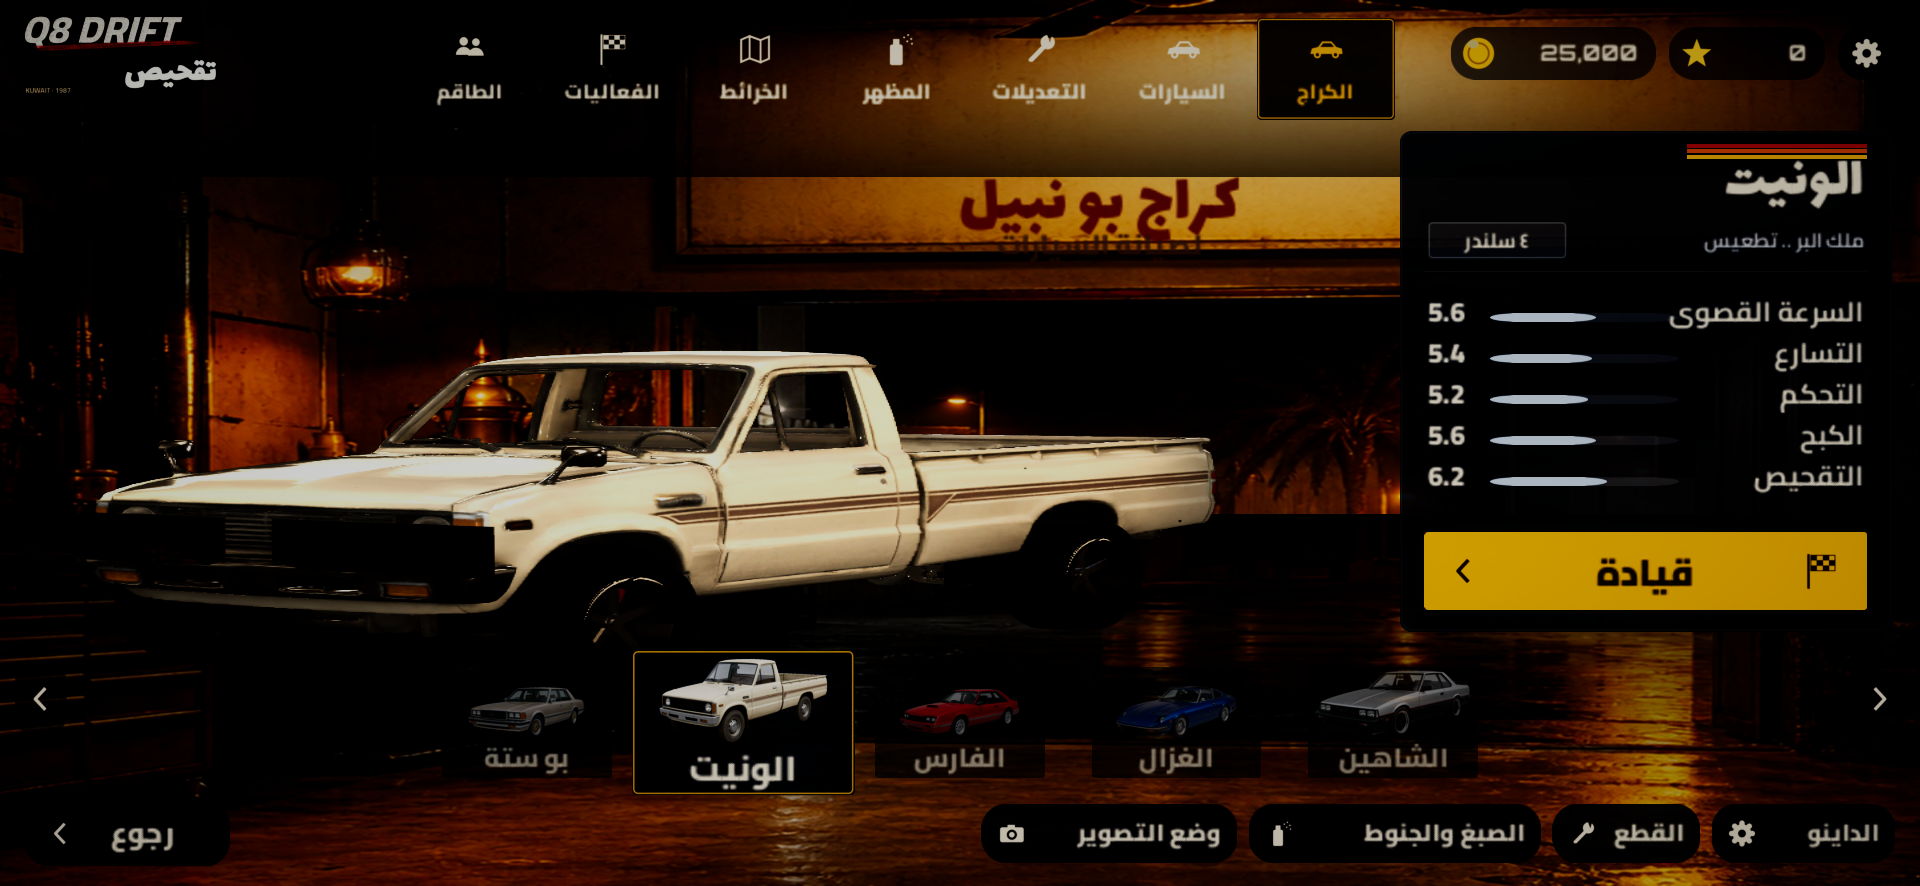 Q8 DRIFT
تقحيص
KUWAIT · 1987
الكراج
السيارات
التعديلات
المظهر
الخرائط
الفعاليات
الطاقم
25,000
0
كراج بو نبيل
الونيت
ملك البر .. تطعيس
٤ سلندر
السرعة القصوى 5.6
التسارع 5.4
التحكم 5.2
الكبح 5.6
التقحيص 6.2
قيادة
بو ستة
الونيت
الفارس
الغزال
الشاهين
رجوع
وضع التصوير
الصبغ والجنوط
القطع
الداينو